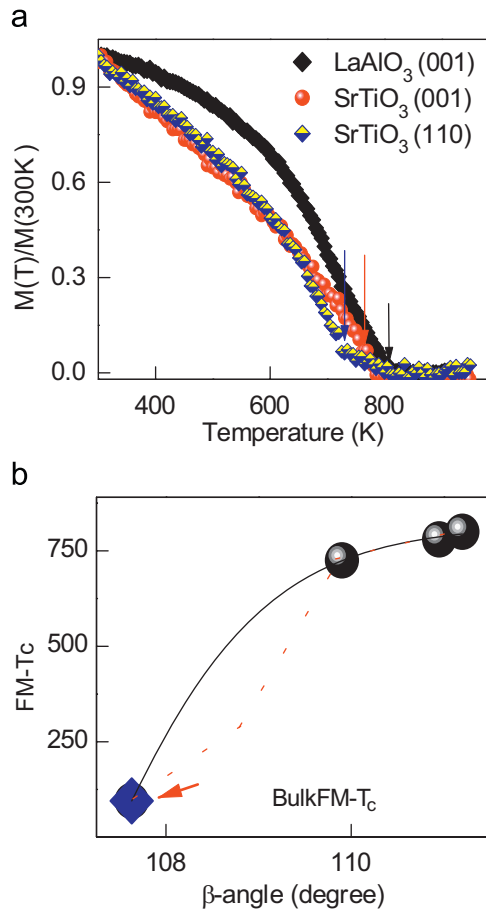 a
LaAlO3 (001)
SrTiO3 (001)
SrTiO3 (110)
M(T)/M(300K)
0.9
0.6
0.3
0.0
400
600
800
Temperature (K)
b
FM-Tc
750
500
250
BulkFM-Tc
108
110
β-angle (degree)